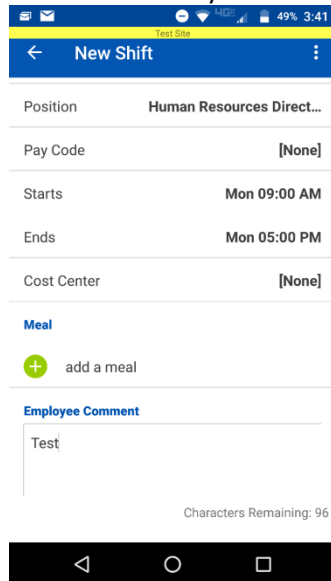 4G 49% 3:41
Test Site
New Shift
Position Human Resources Direct...
Pay Code [None]
Starts Mon 09:00 AM
Ends Mon 05:00 PM
Cost Center [None]
Meal
add a meal
Employee Comment
Test
Characters Remaining: 96